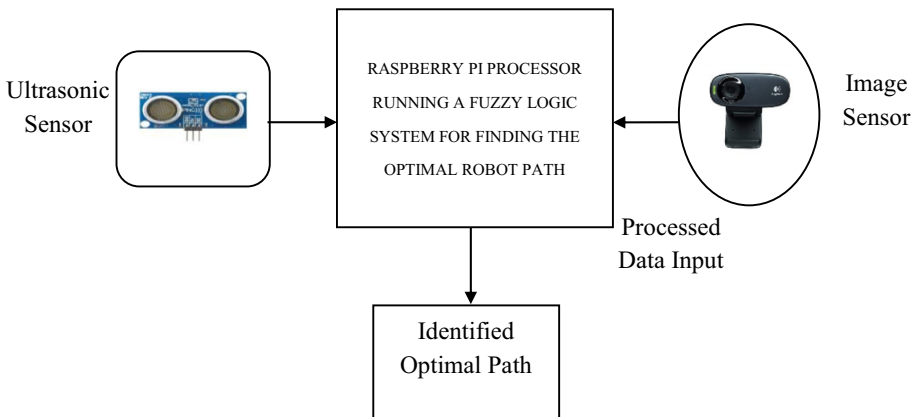 Ultrasonic
Sensor
RASPBERRY PI PROCESSOR
RUNNING A FUZZY LOGIC
SYSTEM FOR FINDING THE
OPTIMAL ROBOT PATH
Image
Sensor
Processed
Data Input
Identified
Optimal Path